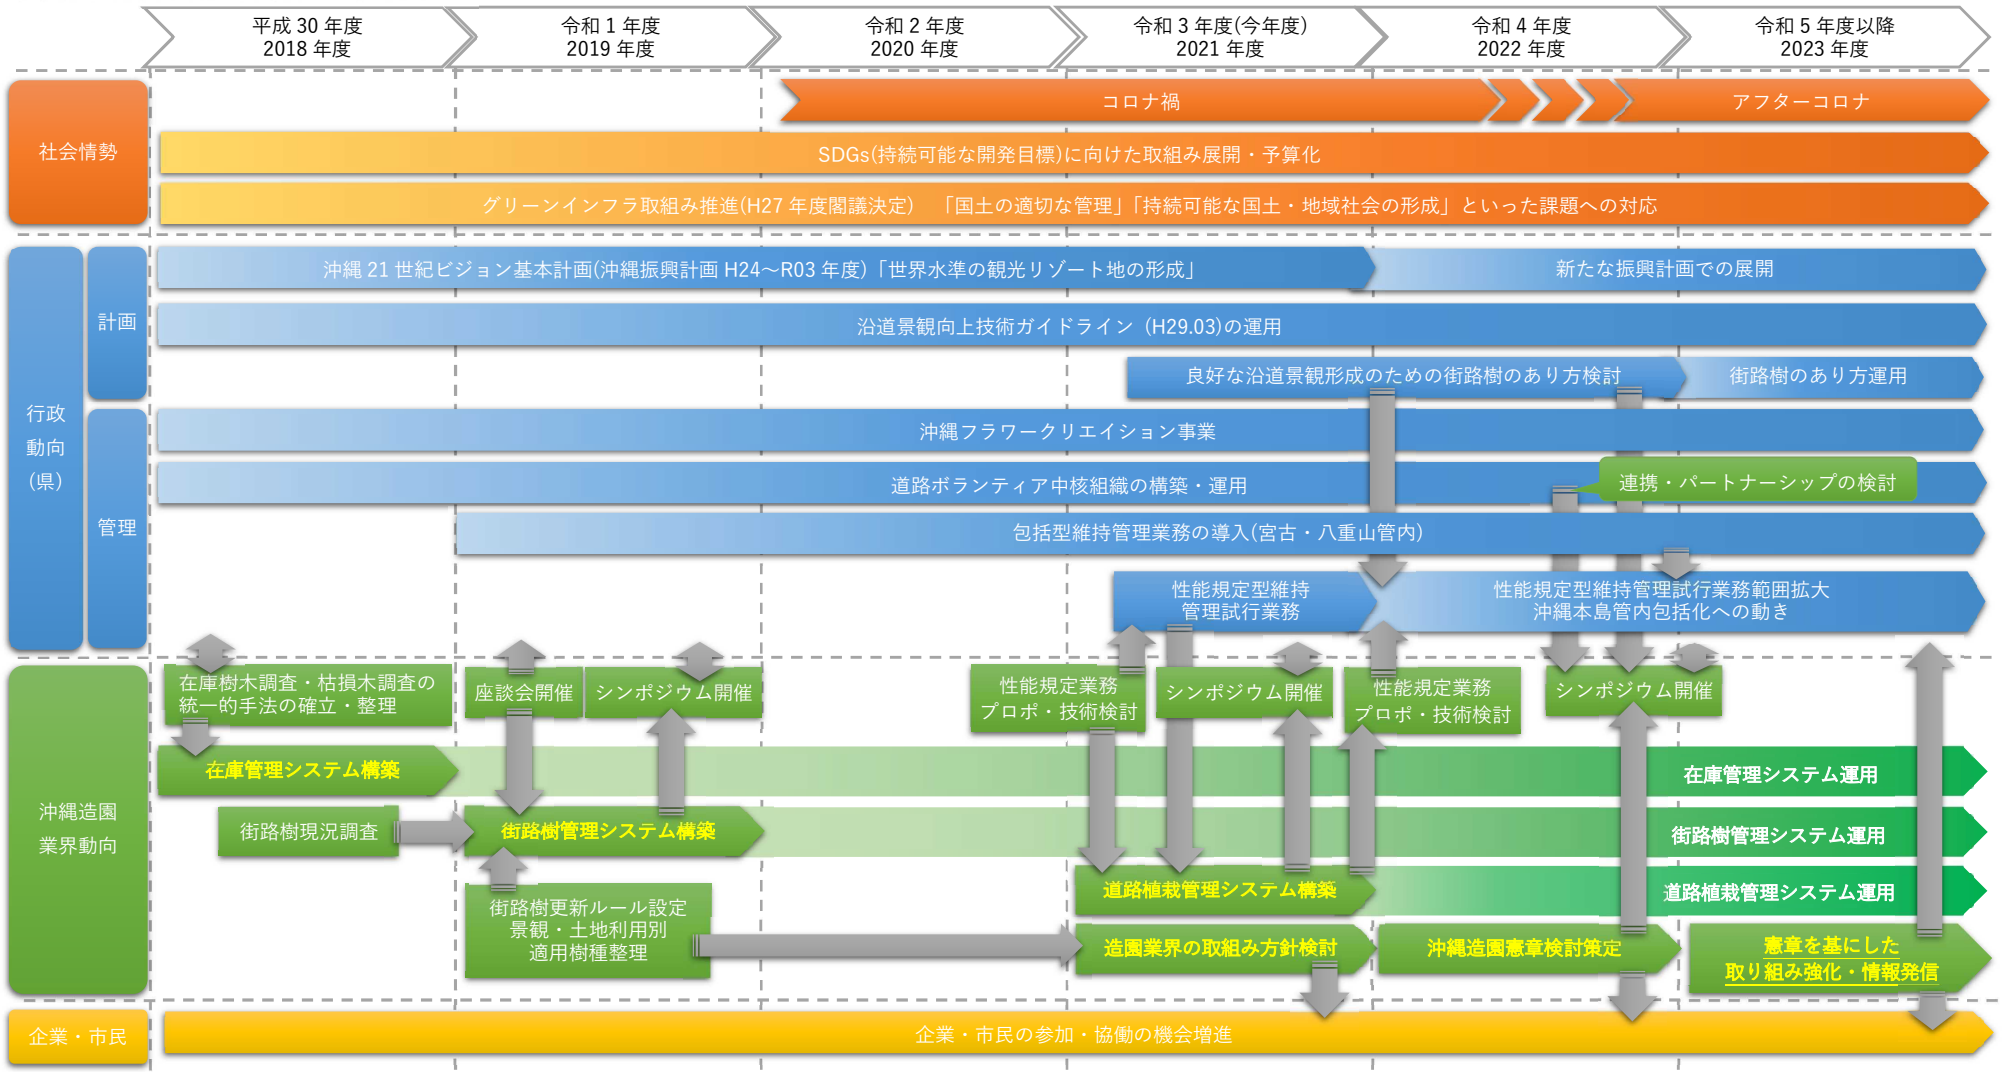 平成 30 年度
2018 年度
令和 1 年度
2019 年度
令和 2 年度
2020 年度
令和 3 年度(今年度)
2021 年度
令和 4 年度
2022 年度
令和 5 年度以降
2023 年度
社会情勢
コロナ禍
アフターコロナ
SDGs(持続可能な開発目標)に向けた取組み展開・予算化
グリーンインフラ取組み推進(H27 年度閣議決定) 「国土の適切な管理」「持続可能な国土・地域社会の形成」といった課題への対応
行政
動向
(県)
計画
沖縄 21 世紀ビジョン基本計画(沖縄振興計画 H24～R03 年度)「世界水準の観光リゾート地の形成」
新たな振興計画での展開
沿道景観向上技術ガイドライン (H29.03)の運用
良好な沿道景観形成のための街路樹のあり方検討
街路樹のあり方運用
管理
沖縄フラワークリエイション事業
道路ボランティア中核組織の構築・運用
連携・パートナーシップの検討
包括型維持管理業務の導入(宮古・八重山管内)
性能規定型維持
管理試行業務
性能規定型維持管理試行業務範囲拡大
沖縄本島管内包括化への動き
沖縄造園
業界動向
在庫樹木調査・枯損木調査の
統一的手法の確立・整理
座談会開催
シンポジウム開催
性能規定業務
プロポ・技術検討
シンポジウム開催
性能規定業務
プロポ・技術検討
シンポジウム開催
在庫管理システム構築
在庫管理システム運用
街路樹現況調査
街路樹管理システム構築
街路樹管理システム運用
道路植栽管理システム構築
道路植栽管理システム運用
街路樹更新ルール設定
景観・土地利用別
適用樹種整理
造園業界の取組み方針検討
沖縄造園憲章検討策定
憲章を基にした
取り組み強化・情報発信
企業・市民
企業・市民の参加・協働の機会増進